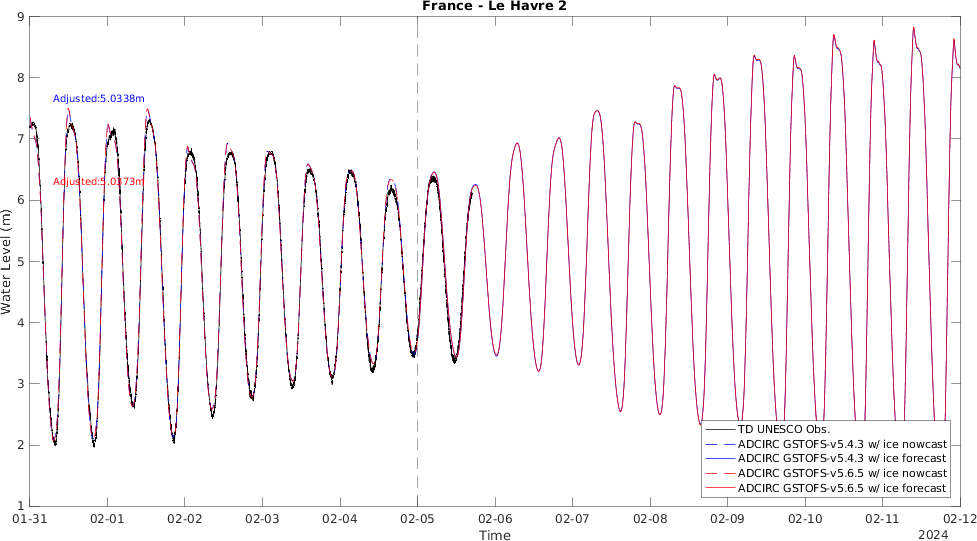 France - Le Havre 2
9
8
Adjusted:5.0338m
7
Adjusted:5.0373m
6
5
4
3
2
1
Water Level (m)
TD UNESCO Obs.
ADCIRC GSTOFS-v5.4.3 w/ ice nowcast
ADCIRC GSTOFS-v5.4.3 w/ ice forecast
ADCIRC GSTOFS-v5.6.5 w/ ice nowcast
ADCIRC GSTOFS-v5.6.5 w/ ice forecast
01-31 02-01 02-02 02-03 02-04 02-05 02-06 02-07 02-08 02-09 02-10 02-11 02-12
Time
2024